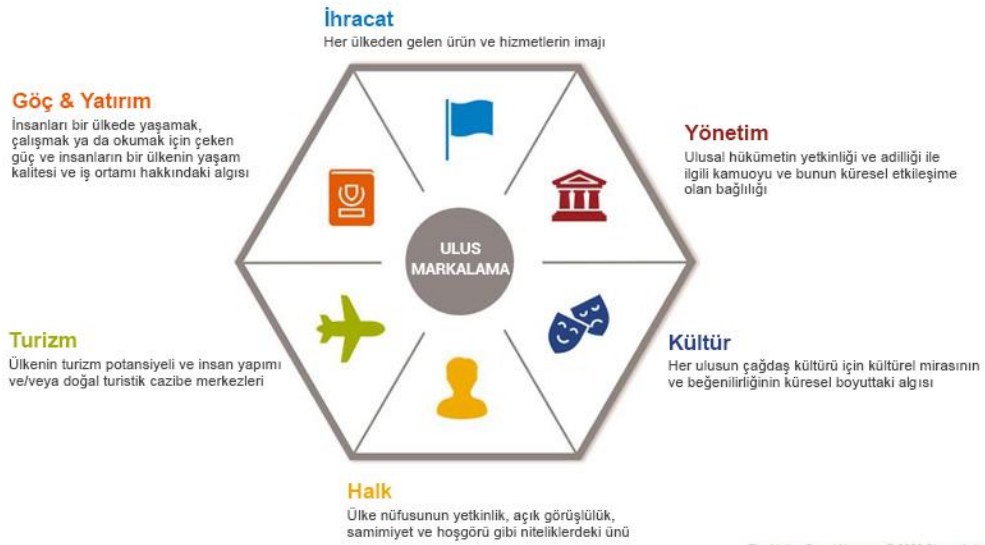 İhracat
Her ülkeden gelen ürün ve hizmetlerin imajı
Göç & Yatırım
İnsanları bir ülkede yaşamak,
çalışmak ya da okumak için çeken
güç ve insanların bir ülkenin yaşam
kalitesi ve iş ortamı hakkındaki algısı
Yönetim
Ulusal hükümetin yetkinliği ve adilliği ile
ilgili kamuoyu ve bunun küresel etkileşime
olan bağlılığı
ULUS
MARKALAMA
Turizm
Ülkenin turizm potansiyeli ve insan yapımı
ve/veya doğal turistik cazibe merkezleri
Kültür
Her ulusun çağdaş kültürü için kültürel mirasının
ve beğenilirliğinin küresel boyuttaki algısı
Halk
Ülke nüfusunun yetkinlik, açık görüşlülük,
samimiyet ve hoşgörü gibi niteliklerdeki ünü